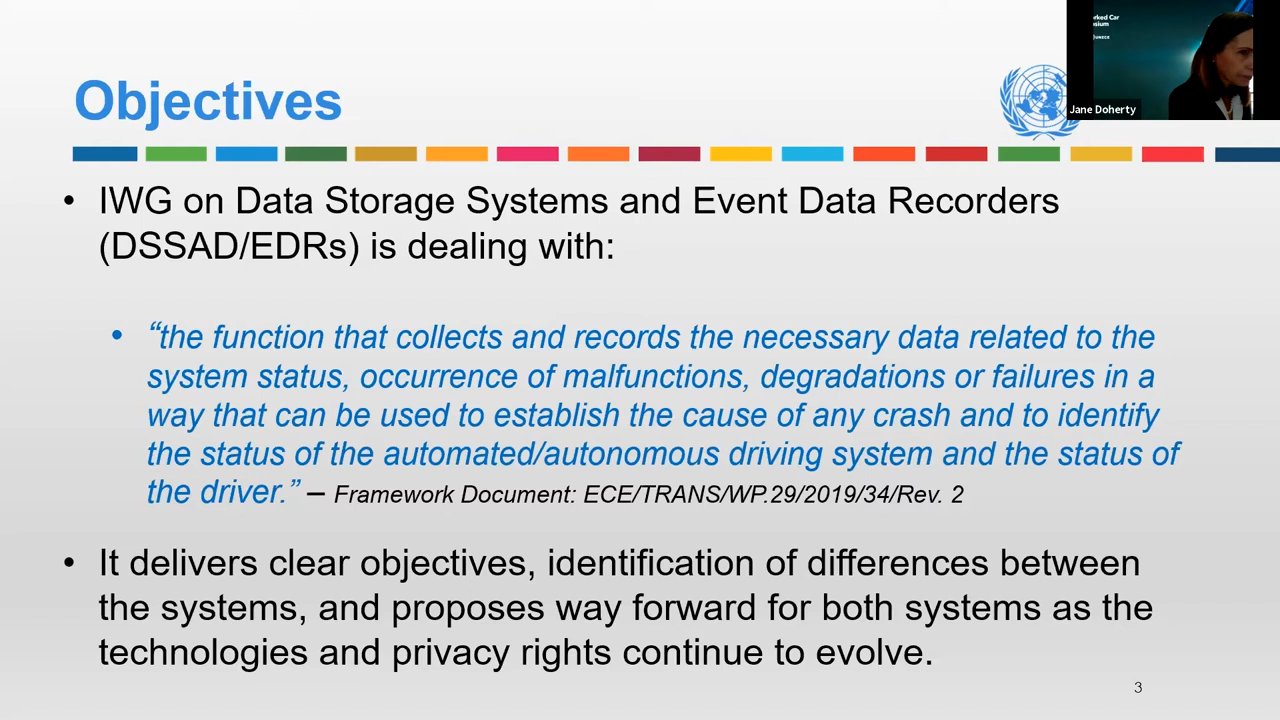 Objectives
rked Car
sium
UNECE
Jane Doherty
• IWG on Data Storage Systems and Event Data Recorders
(DSSAD/EDRs) is dealing with:
• “the function that collects and records the necessary data related to the
system status, occurrence of malfunctions, degradations or failures in a
way that can be used to establish the cause of any crash and to identify
the status of the automated/autonomous driving system and the status of
the driver.” – Framework Document: ECE/TRANS/WP.29/2019/34/Rev. 2
• It delivers clear objectives, identification of differences between
the systems, and proposes way forward for both systems as the
technologies and privacy rights continue to evolve.
3